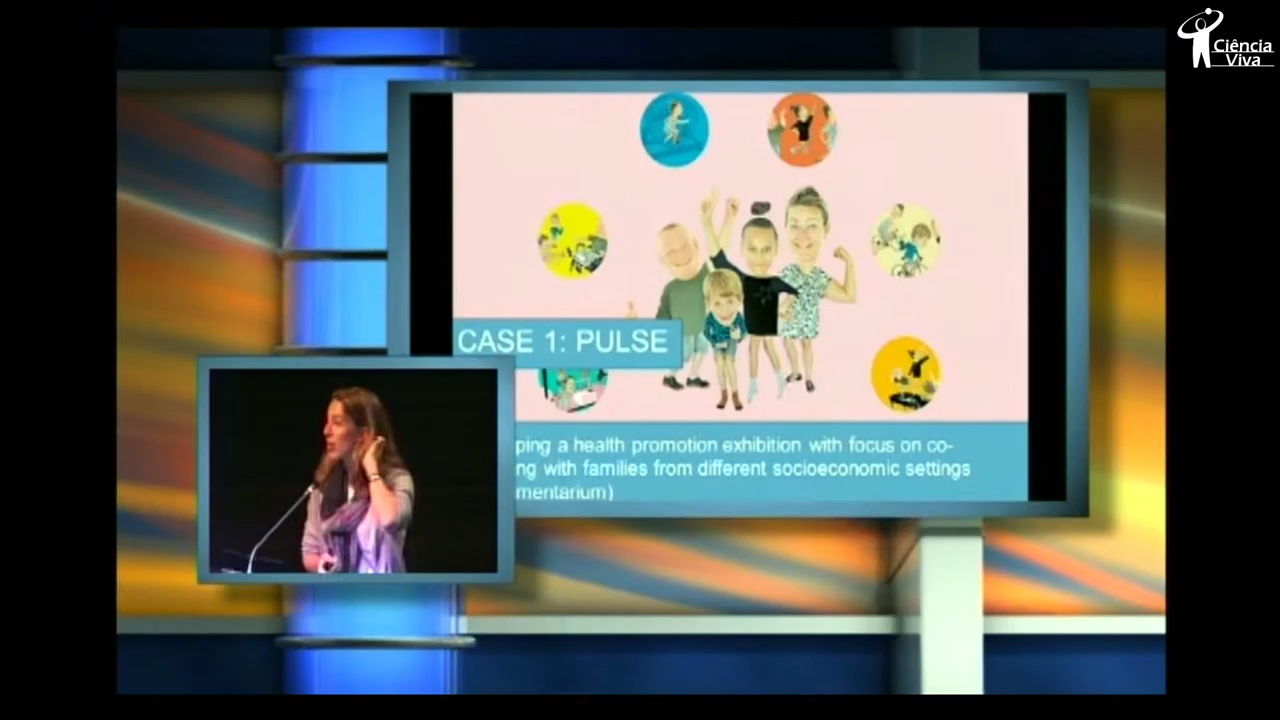 Ciência
Viva
CASE 1: PULSE
ping a health promotion exhibition with focus on co-
ng with families from different socioeconomic settings
mentarium)